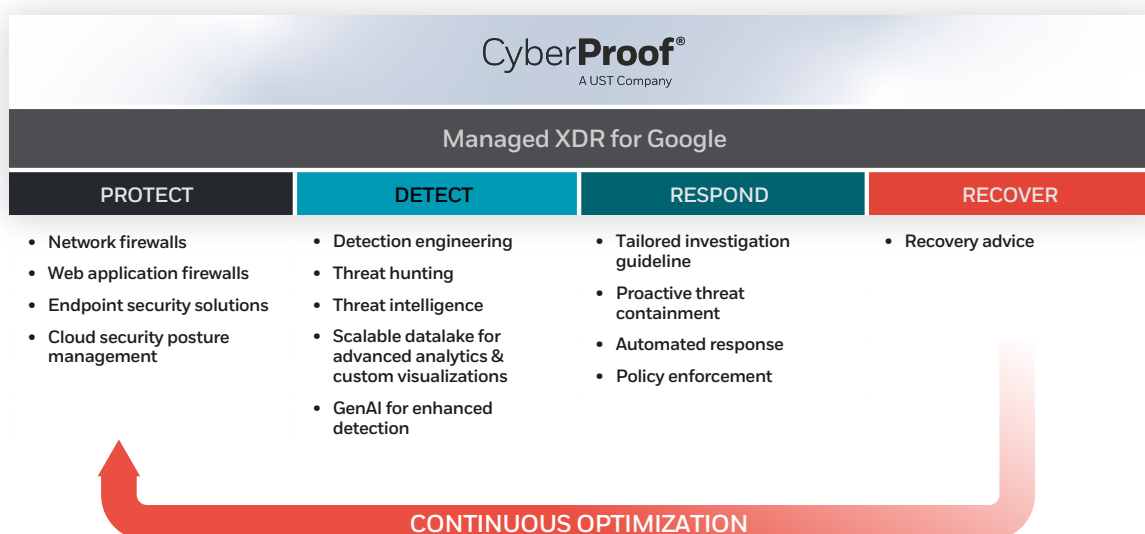 CyberProof®
A UST Company
Managed XDR for Google
PROTECT
• Network firewalls
• Web application firewalls
• Endpoint security solutions
• Cloud security posture
management
DETECT
• Detection engineering
• Threat hunting
• Threat intelligence
• Scalable datalake for
advanced analytics &
custom visualizations
• GenAI for enhanced
detection
RESPOND
• Tailored investigation
guideline
• Proactive threat
containment
• Automated response
• Policy enforcement
RECOVER
• Recovery advice
CONTINUOUS OPTIMIZATION